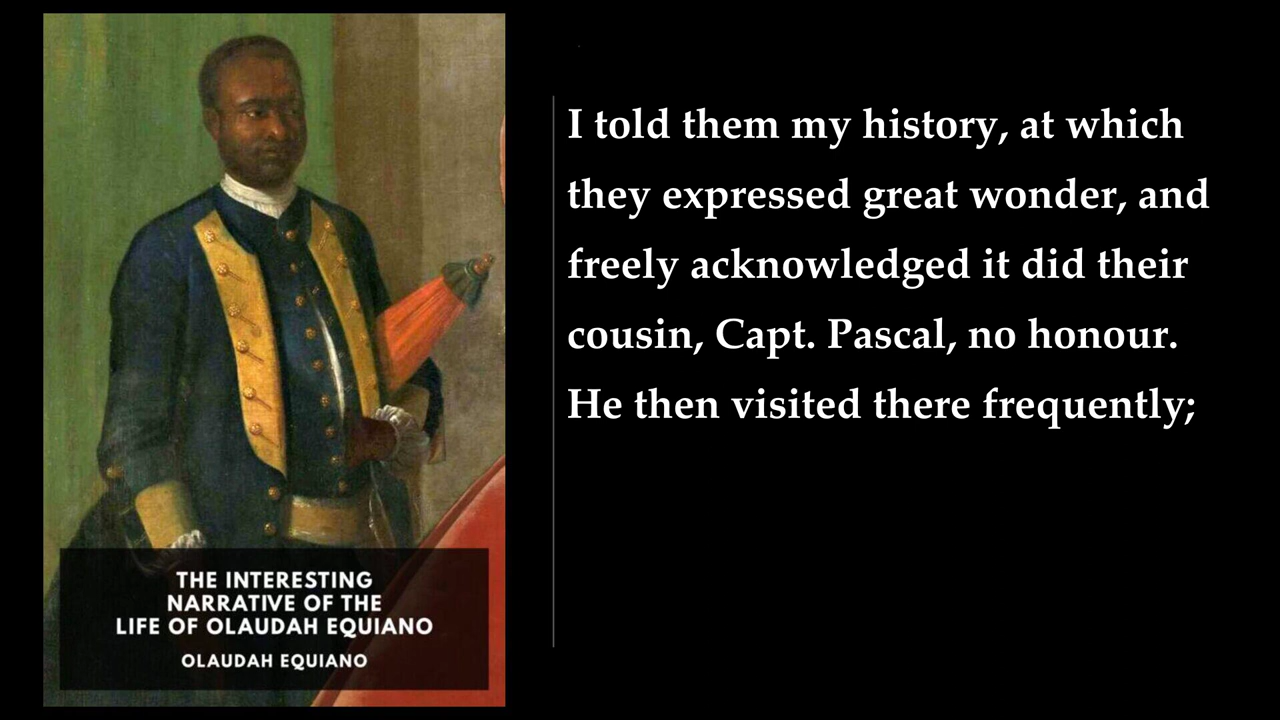 THE INTERESTING
NARRATIVE OF THE
LIFE OF OLAUDAH EQUIANO
OLAUDAH EQUIANO
I told them my history, at which
they expressed great wonder, and
freely acknowledged it did their
cousin, Capt. Pascal, no honour.
He then visited there frequently;